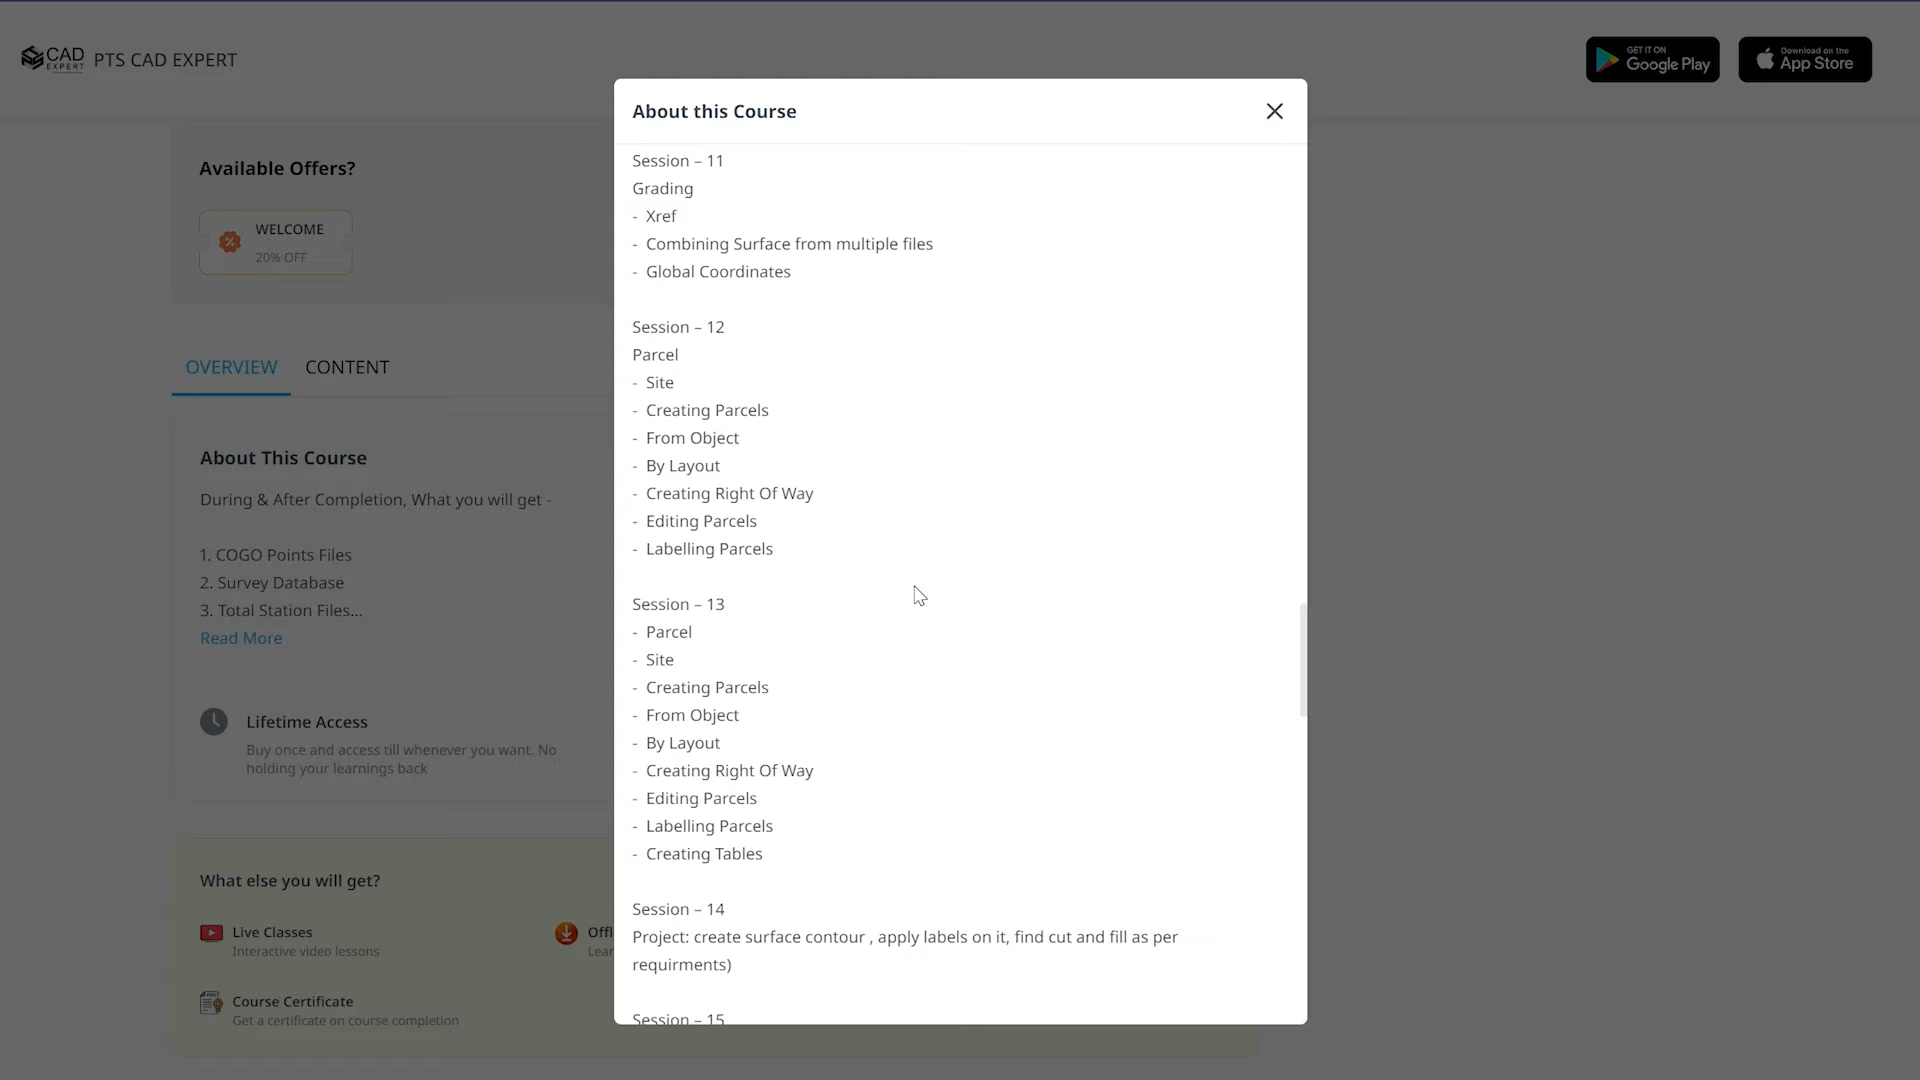 CAD
EXPERT
PTS CAD EXPERT
GET IT ON
Google Play
Download on the
App Store
Available Offers?
WELCOME
20% OFF
OVERVIEW
CONTENT
About This Course
During & After Completion, What you will get -
1. COGO Points Files
2. Survey Database
3. Total Station Files...
Read More
Lifetime Access
Buy once and access till whenever you want. No
holding your learnings back
What else you will get?
Live Classes
Interactive video lessons
Course Certificate
Get a certificate on course completion
About this Course
Session – 11
Grading
- Xref
- Combining Surface from multiple files
- Global Coordinates
Session – 12
Parcel
- Site
- Creating Parcels
- From Object
- By Layout
- Creating Right Of Way
- Editing Parcels
- Labelling Parcels
Session – 13
- Parcel
- Site
- Creating Parcels
- From Object
- By Layout
- Creating Right Of Way
- Editing Parcels
- Labelling Parcels
- Creating Tables
Session – 14
Project: create surface contour , apply labels on it, find cut and fill as per
requirments)
Session – 15